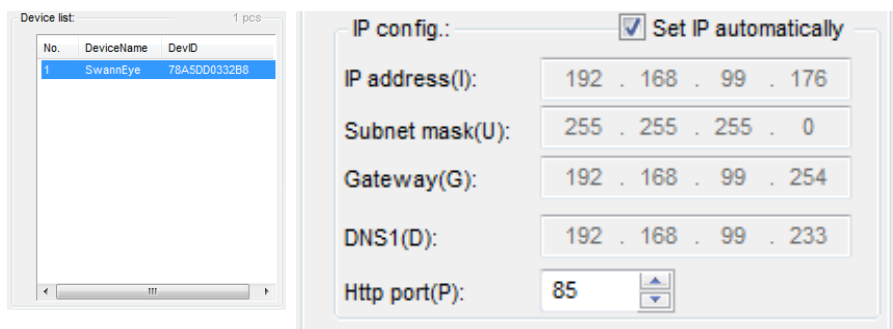 Device list: 1 pcs
No. DeviceName DevID
1 SwannEye 78A5DD0332B8
IP config.: Set IP automatically
IP address(I): 192 . 168 . 99 . 176
Subnet mask(U): 255 . 255 . 255 . 0
Gateway(G): 192 . 168 . 99 . 254
DNS1(D): 192 . 168 . 99 . 233
Http port(P): 85